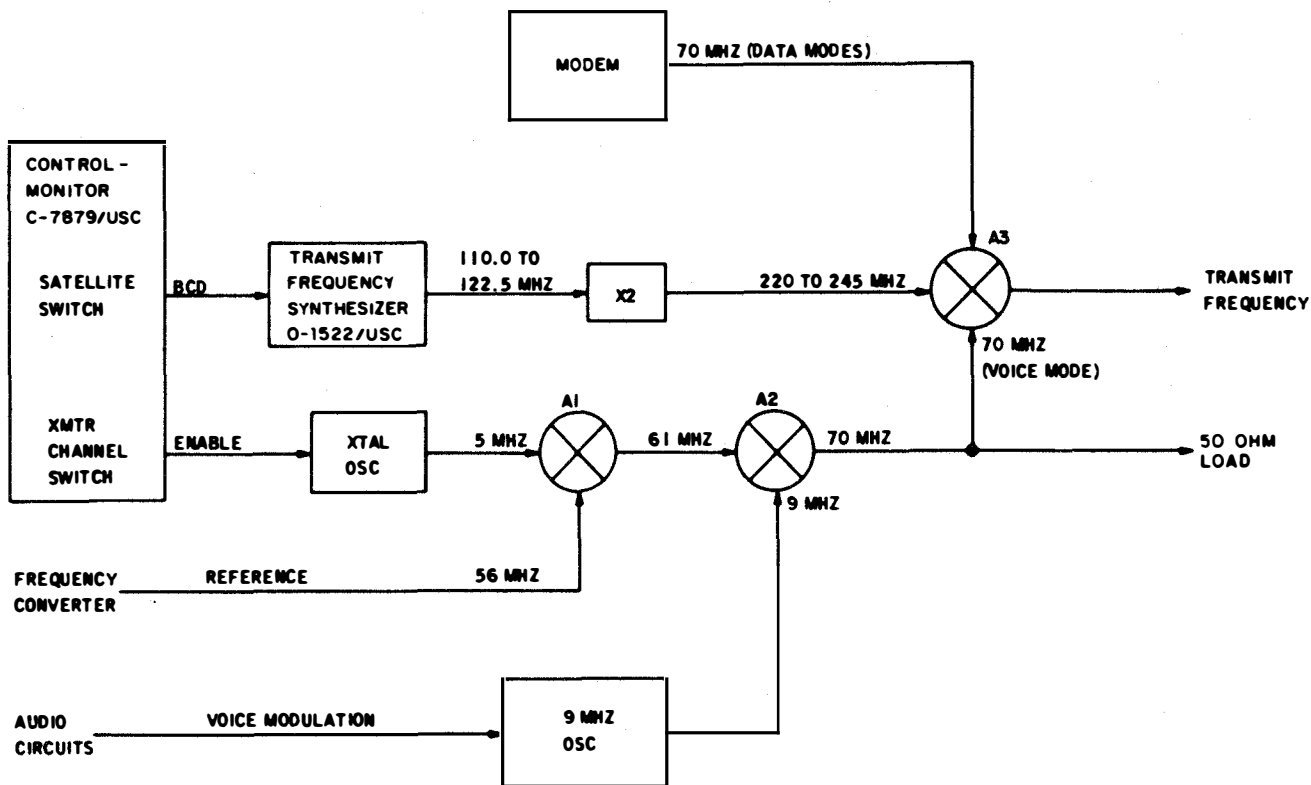 70 MHZ (DATA MODES)
MODEM
CONTROL -
MONITOR
C-7879/USC
SATELLITE
SWITCH
BCD
TRANSMIT
FREQUENCY
SYNTHESIZER
O-1522/USC
110.0 TO
122.5 MHZ
X2
220 TO 245 MHZ
A3
TRANSMIT
FREQUENCY
70 MHZ
(VOICE MODE)
XMTR
CHANNEL
SWITCH
ENABLE
XTAL
OSC
5 MHZ
A1
61 MHZ
A2
70 MHZ
9 MHZ
50 OHM
LOAD
FREQUENCY
CONVERTER
REFERENCE
56 MHZ
AUDIO
CIRCUITS
VOICE MODULATION
9 MHZ
OSC